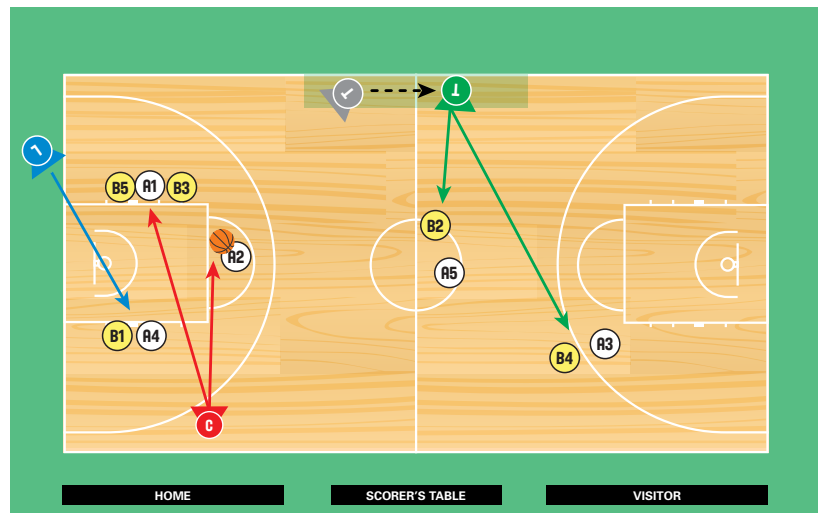 T
T
L
B5
A1
B3
B2
A2
A5
B1
A4
B4
A3
C
HOME
SCORER'S TABLE
VISITOR